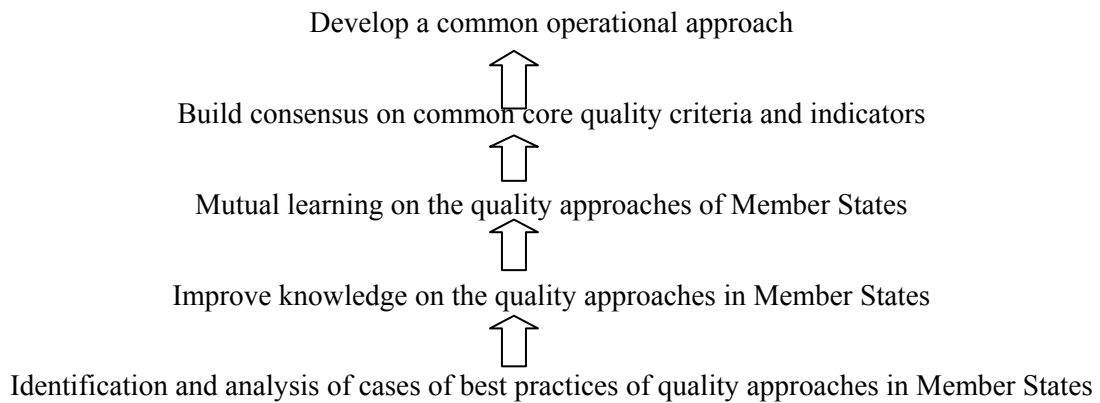 Develop a common operational approach
Build consensus on common core quality criteria and indicators
Mutual learning on the quality approaches of Member States
Improve knowledge on the quality approaches in Member States
Identification and analysis of cases of best practices of quality approaches in Member States